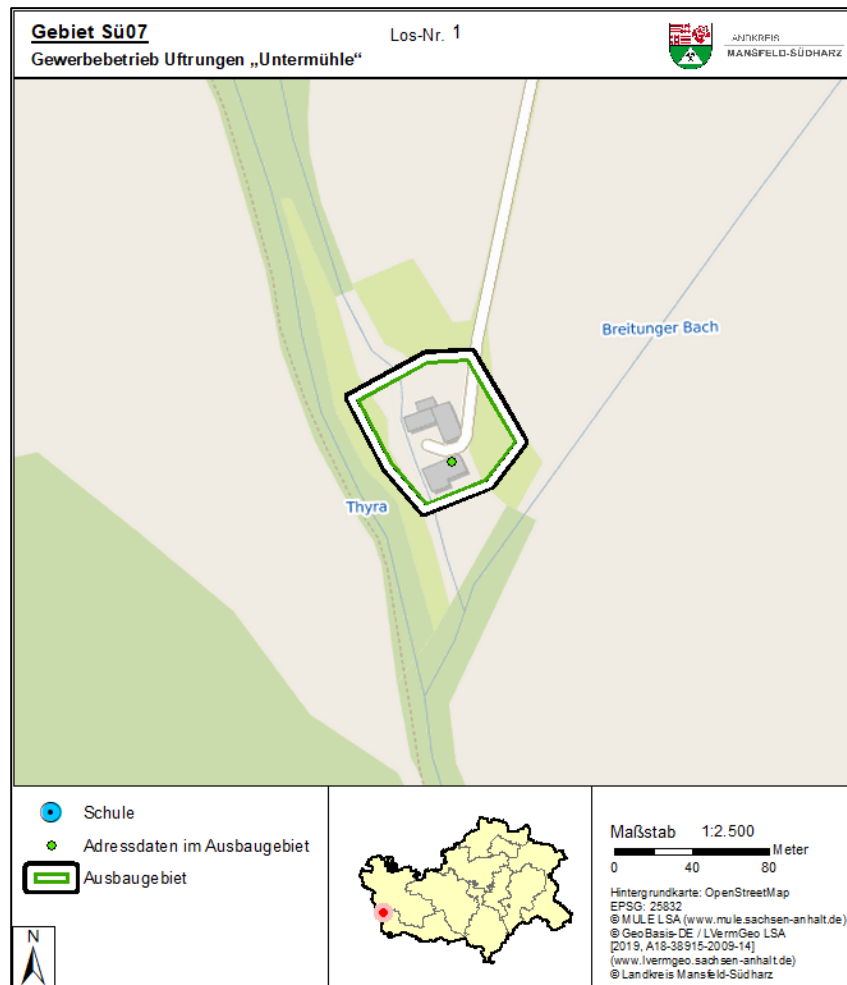 Gebiet Sü07
Los-Nr. 1
Gewerbebetrieb Uftrungen „Untermühle“
ANDKREIS
MANSFELD-SÜDHARZ
Breitunger Bach
Thyra
Schule
Adressdaten im Ausbaugebiet
Ausbaugebiet
N
Maßstab 1:2.500
Meter
0 40 80
Hintergrundkarte: OpenStreetMap
EPSG: 25832
© MULE LSA (www.mule.sachsen-anhalt.de)
© GeoBasis-DE / LVermGeo LSA
[2019, A18-38915-2009-14]
(www.lvermgeo.sachsen-anhalt.de)
© Landkreis Mansfeld-Südharz